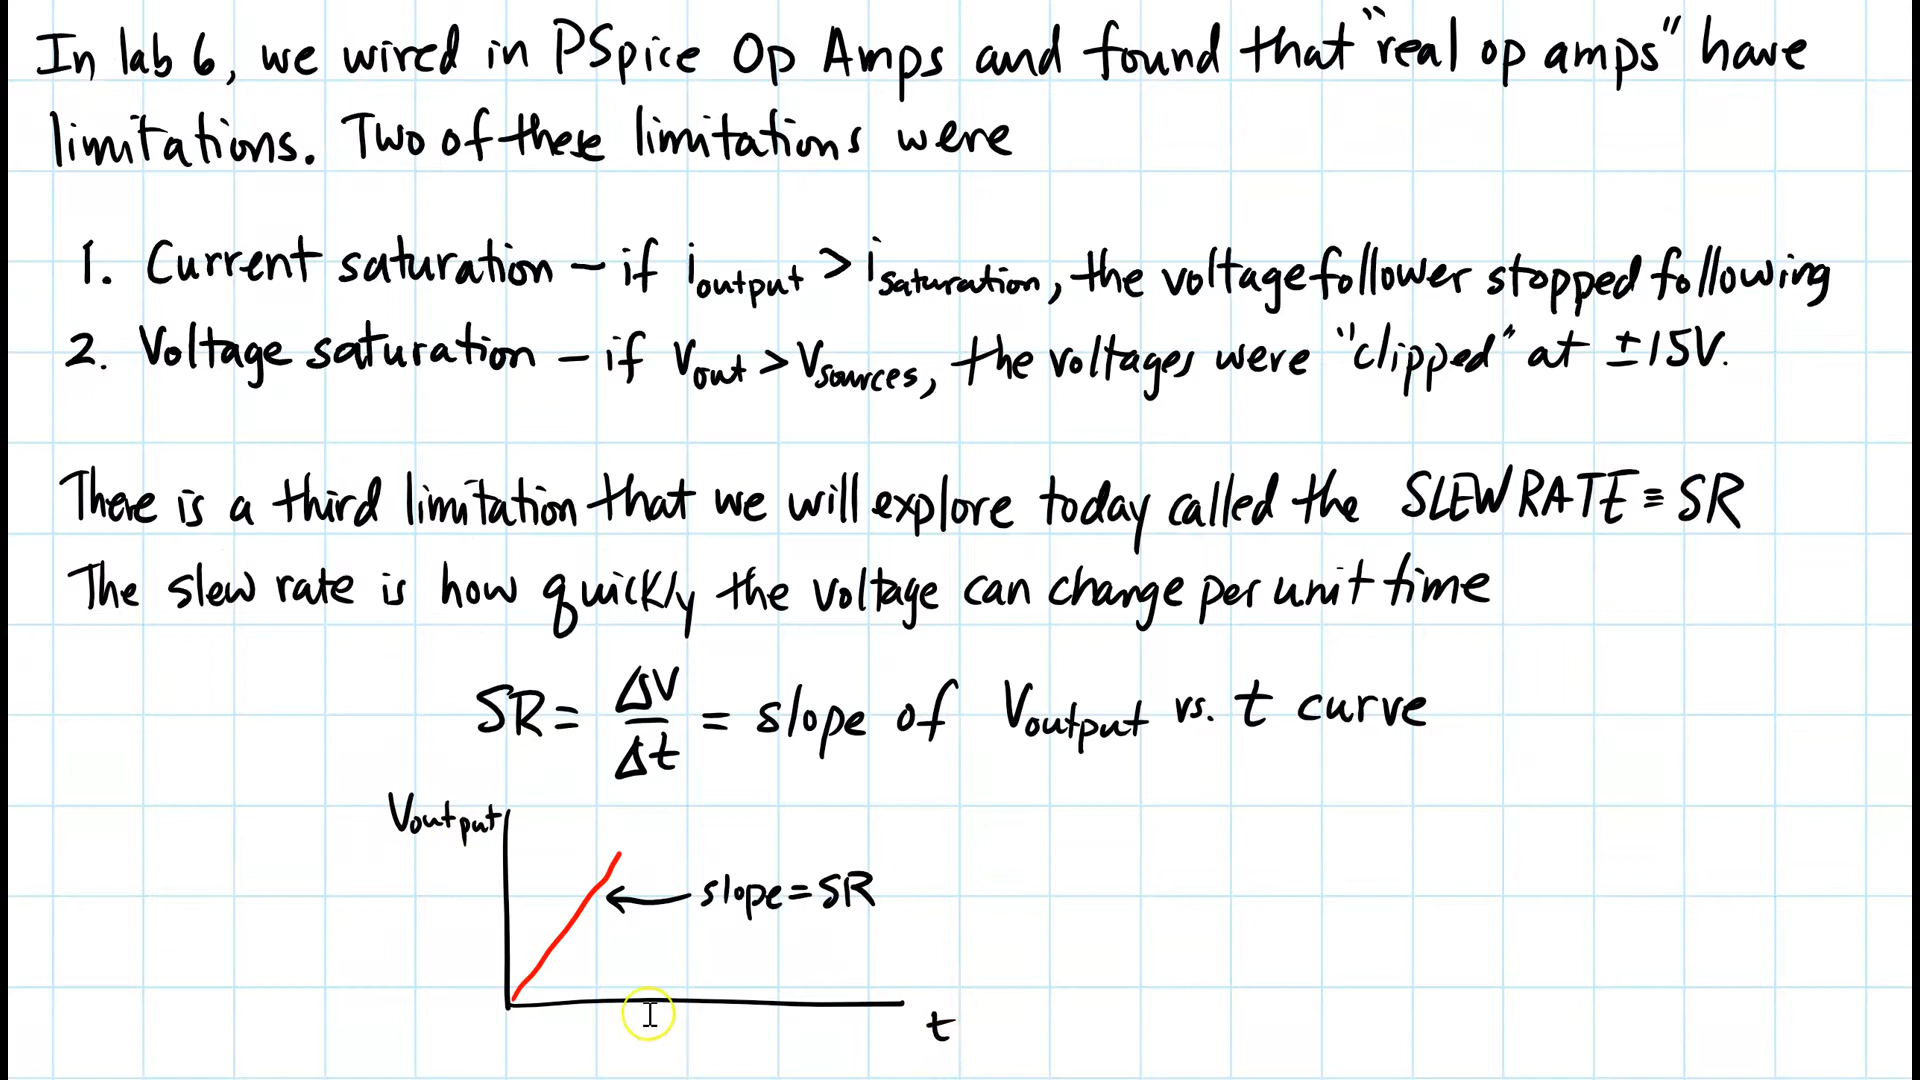 In lab 6, we wired in PSpice Op Amps and found that "real op amps" have
limitations. Two of these limitations were
1. Current saturation – if i_output > i_saturation, the voltage follower stopped following
2. Voltage saturation – if V_out > V_sources, the voltages were "clipped" at ±15V.
There is a third limitation that we will explore today called the SLEW RATE ≡ SR
The slew rate is how quickly the voltage can change per unit time
SR = ΔV/Δt = slope of V_output vs. t curve
V_output
slope = SR
t